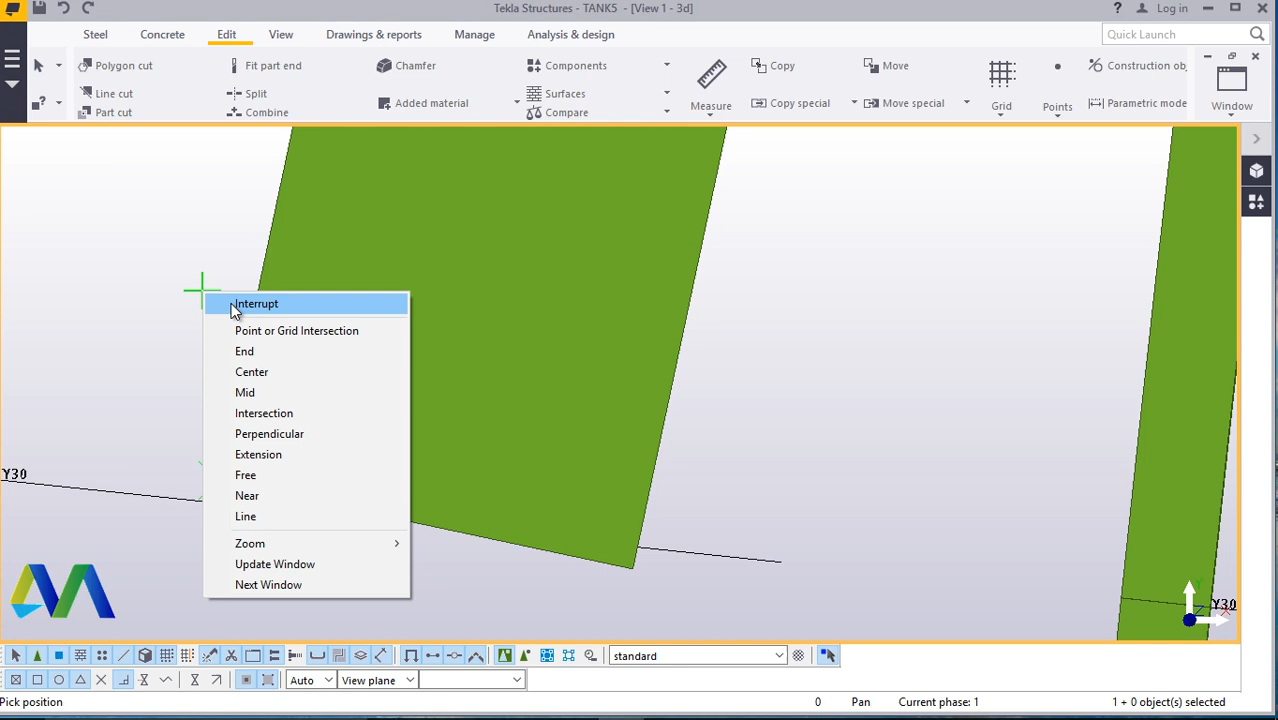 Tekla Structures - TANK5 - [View 1 - 3d]
? Log in
Steel Concrete Edit View Drawings & reports Manage Analysis & design Quick Launch
Polygon cut Fit part end Chamfer Components Copy Move Construction obj
Line cut Split Added material Surfaces Measure Copy special Move special Grid Points Parametric mode Window
Part cut Combine Compare
Interrupt
Point or Grid Intersection
End
Center
Mid
Intersection
Perpendicular
Extension
Free
Near
Line
Zoom
Update Window
Next Window
Y30
Y30
standard
Auto View plane
Pick position 0 Pan Current phase: 1 1 + 0 object(s) selected